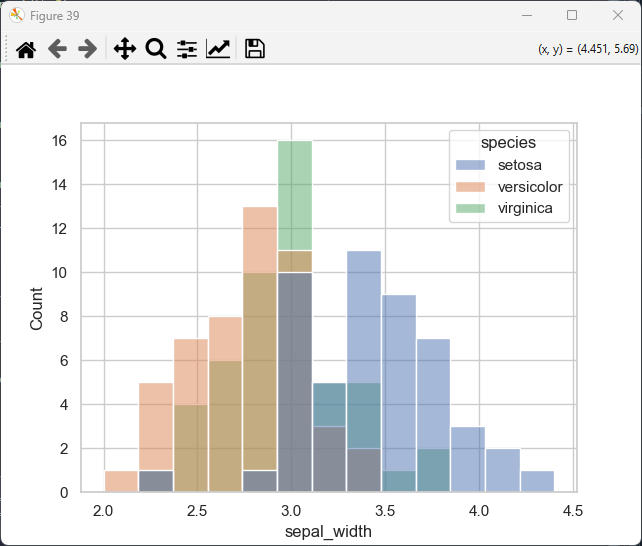 Figure 39
(x, y) = (4.451, 5.69)
species
setosa
versicolor
virginica
16
14
12
10
8
6
4
2
0
Count
2.0 2.5 3.0 3.5 4.0 4.5
sepal_width